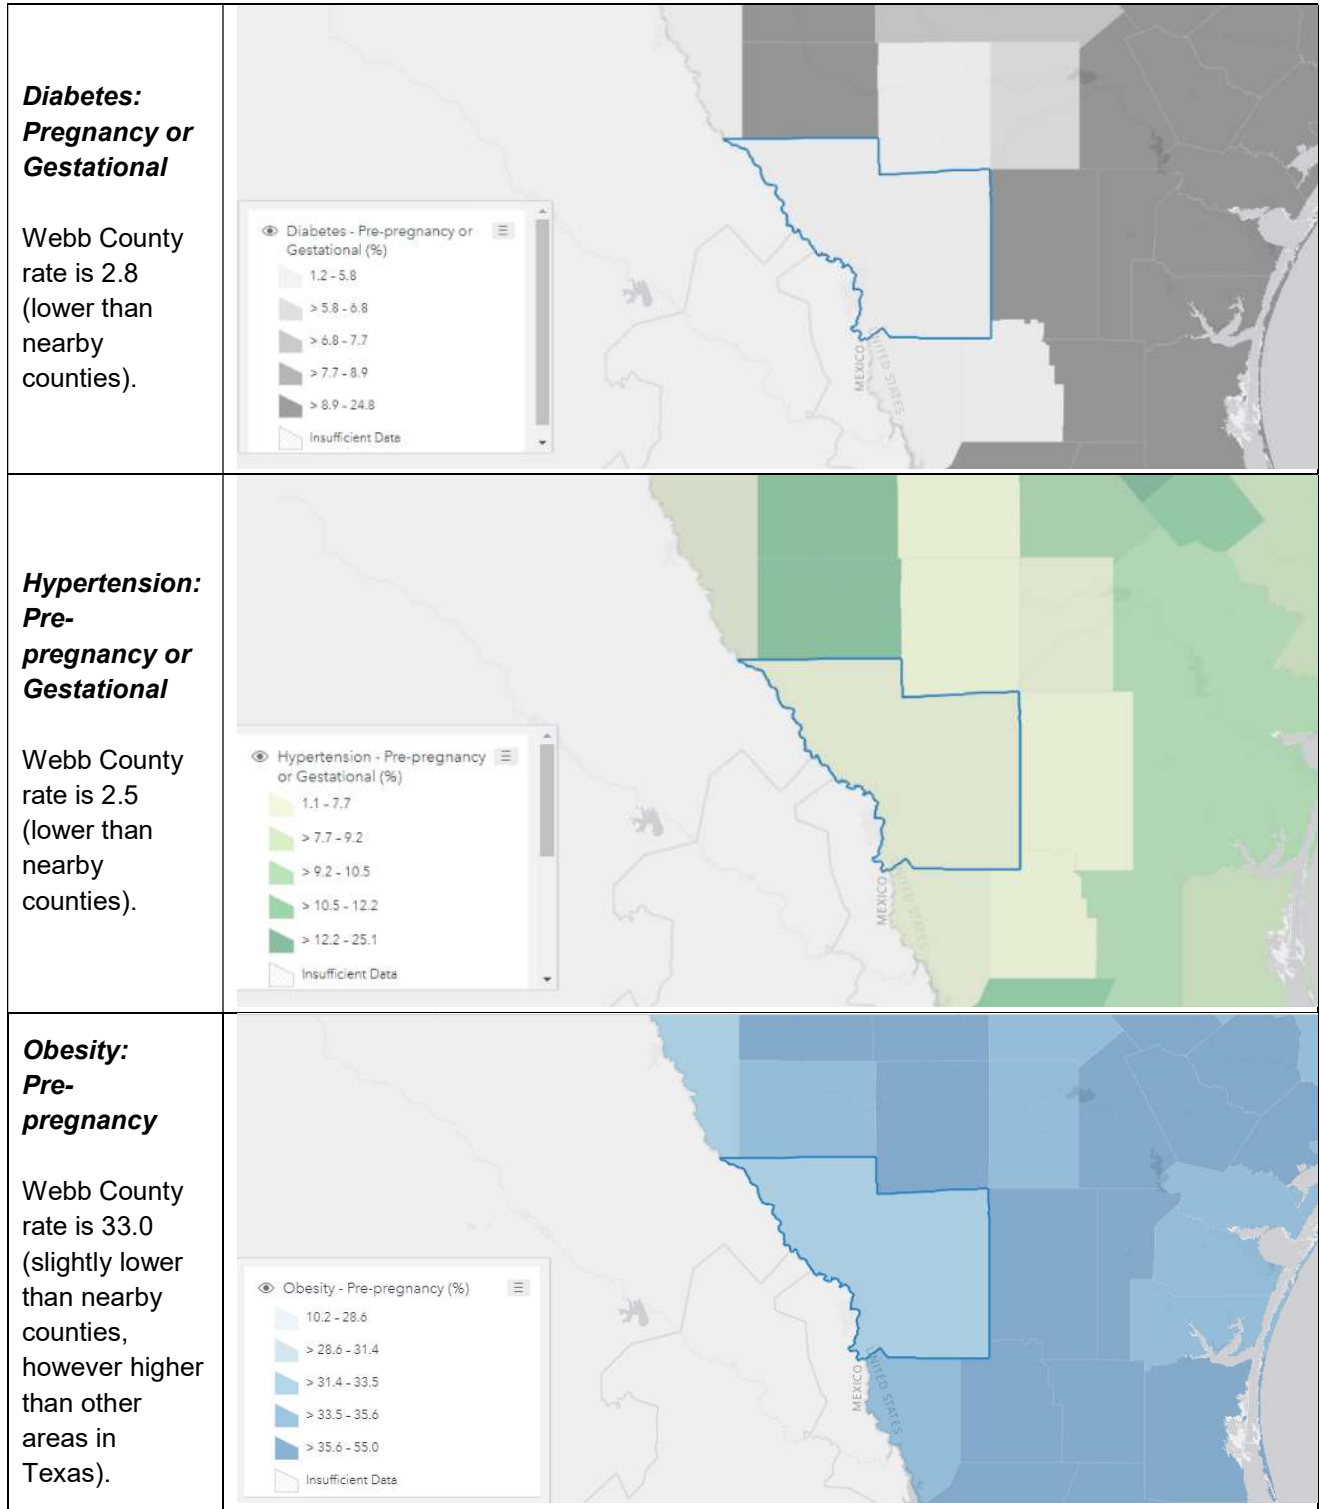 Diabetes:
Pregnancy or
Gestational
Webb County
rate is 2.8
(lower than
nearby
counties).
Diabetes - Pre-pregnancy or
Gestational (%)
1.2 - 5.8
> 5.8 - 6.8
> 6.8 - 7.7
> 7.7 - 8.9
> 8.9 - 24.8
Insufficient Data
MEXICO
UNITED STATES
Hypertension:
Pre-
pregnancy or
Gestational
Webb County
rate is 2.5
(lower than
nearby
counties).
Hypertension - Pre-pregnancy
or Gestational (%)
1.1 - 7.7
> 7.7 - 9.2
> 9.2 - 10.5
> 10.5 - 12.2
> 12.2 - 25.1
Insufficient Data
MEXICO
UNITED STATES
Obesity:
Pre-
pregnancy
Webb County
rate is 33.0
(slightly lower
than nearby
counties,
however higher
than other
areas in
Texas).
Obesity - Pre-pregnancy (%)
10.2 - 28.6
> 28.6 - 31.4
> 31.4 - 33.5
> 33.5 - 35.6
> 35.6 - 55.0
Insufficient Data
MEXICO
UNITED STATES